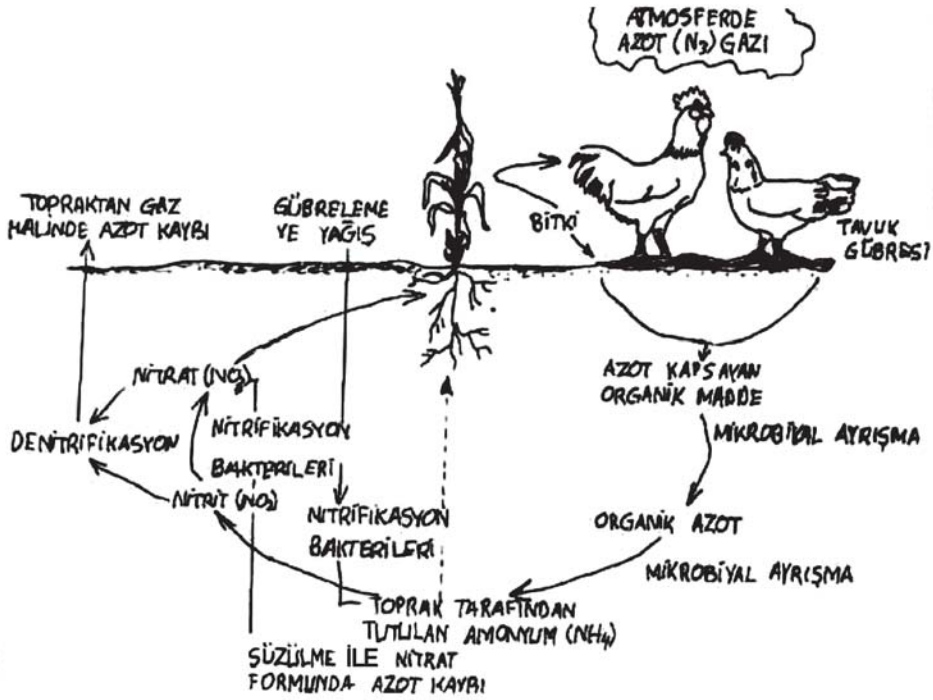 ATMOSFERDE
AZOT (N₃) GAZI
TOPRAKTAN GAZ
HALINDE AZOT KAYBI
GÜBRELEME
VE YAĞIŞ
BİTKİ
TAVUK
GÜBRESİ
NİTRAT (NO₃)
AZOT KAPSAYAN
ORGANİK MADDE
DENİTRİFİKASYON
NİTRİFİKASYON
BAKTERİLERİ
MİKROBİYAL AYRIŞMA
NİTRİT (NO₂)
NİTRİFİKASYON
BAKTERİLERİ
ORGANİK AZOT
MİKROBİYAL AYRIŞMA
TOPRAK TARAFINDAN
TUTULAN AMONYUM (NH₄)
SÜZÜLME İLE NİTRAT
FORMUNDA AZOT KAYBI